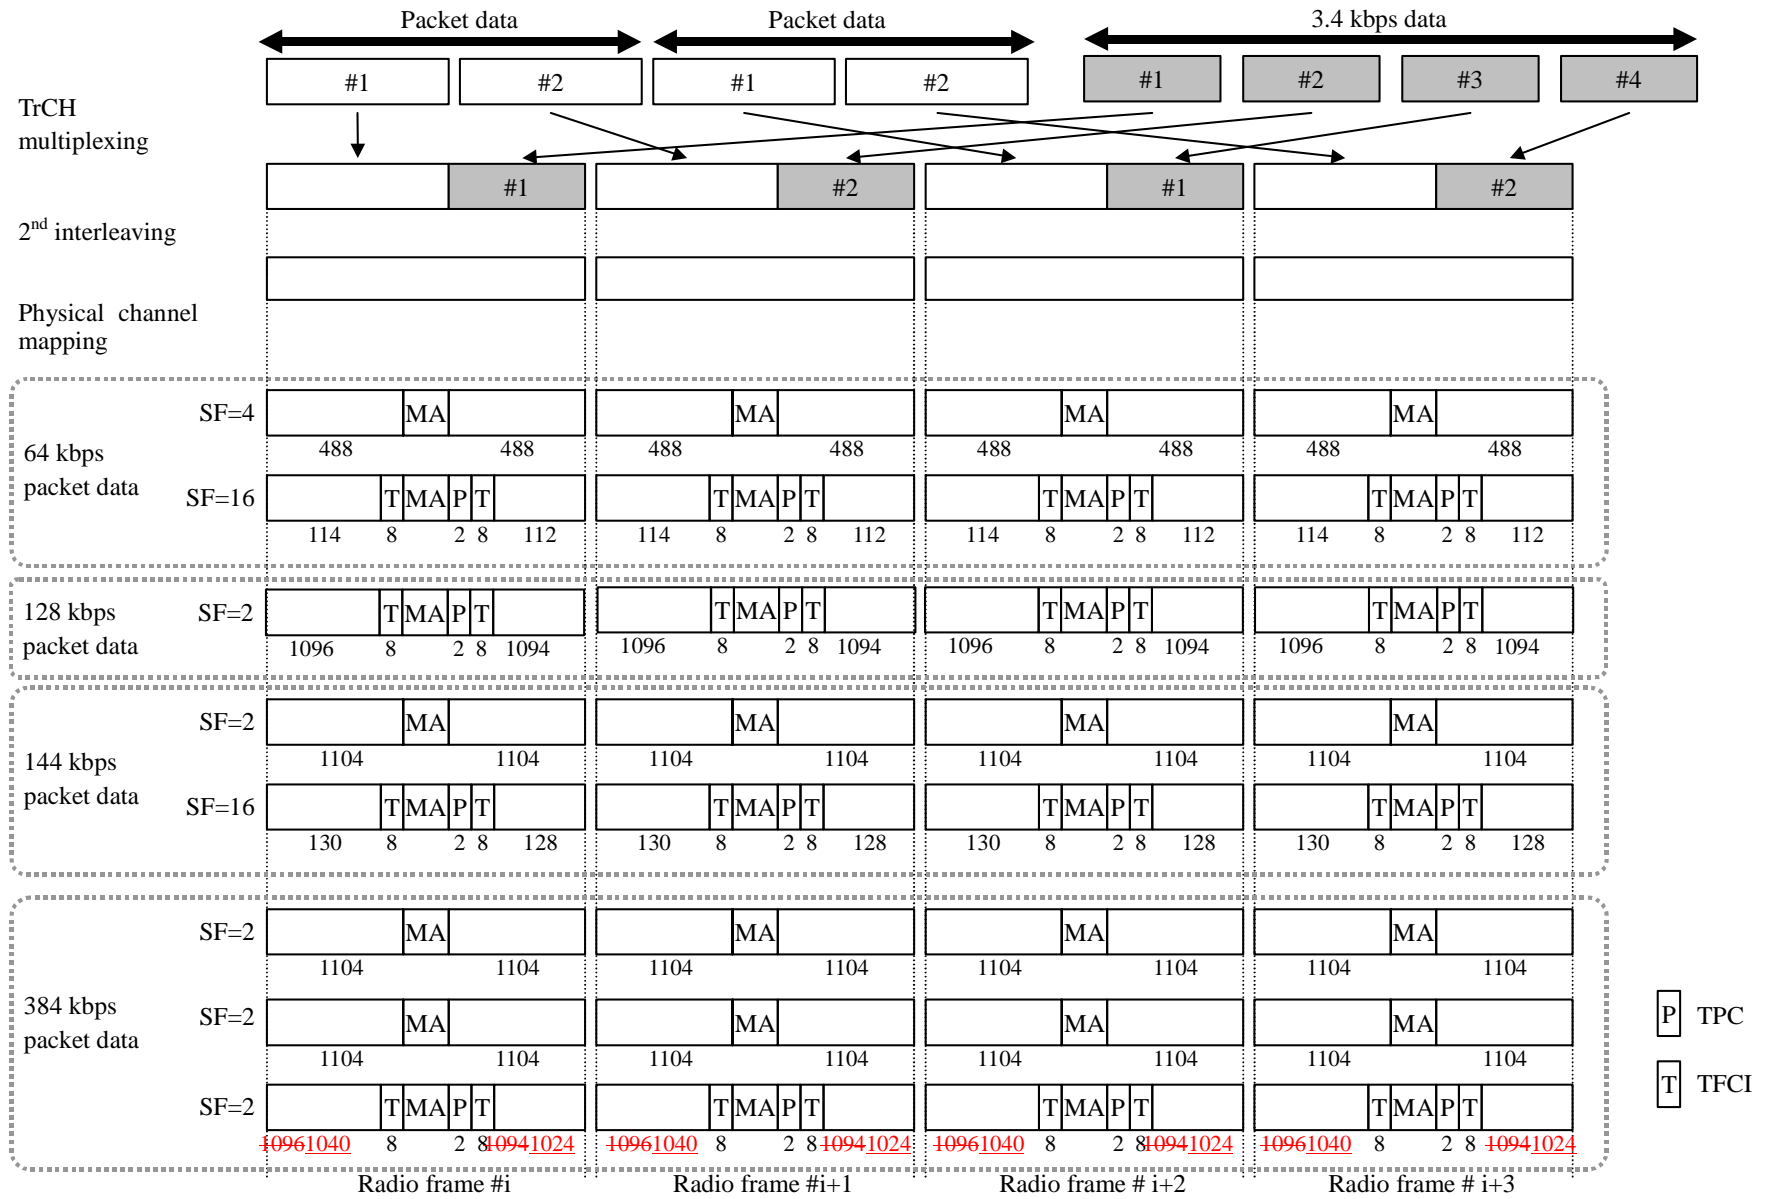 Packet data Packet data 3.4 kbps data
#1 #2 #1 #2 #1 #2 #3 #4
TrCH
multiplexing
#1 #2 #1 #2
2nd interleaving
Physical channel
mapping
64 kbps
packet data
SF=4 MA MA MA MA
488 488 488 488 488 488 488 488
SF=16 T MA P T T MA P T T MA P T T MA P T
114 8 2 8 112 114 8 2 8 112 114 8 2 8 112 114 8 2 8 112
128 kbps
packet data
SF=2 T MA P T T MA P T T MA P T T MA P T
1096 8 2 8 1094 1096 8 2 8 1094 1096 8 2 8 1094 1096 8 2 8 1094
144 kbps
packet data
SF=2 MA MA MA MA
1104 1104 1104 1104 1104 1104 1104 1104
SF=16 T MA P T T MA P T T MA P T T MA P T
130 8 2 8 128 130 8 2 8 128 130 8 2 8 128 130 8 2 8 128
384 kbps
packet data
SF=2 MA MA MA MA
1104 1104 1104 1104 1104 1104 1104 1104
SF=2 MA MA MA MA
1104 1104 1104 1104 1104 1104 1104 1104
SF=2 T MA P T T MA P T T MA P T T MA P T
10961040 8 2 8 10941024 10961040 8 2 8 10941024 10961040 8 2 8 10941024 10961040 8 2 8 10941024
Radio frame #i Radio frame #i+1 Radio frame # i+2 Radio frame # i+3
P TPC
T TFCI